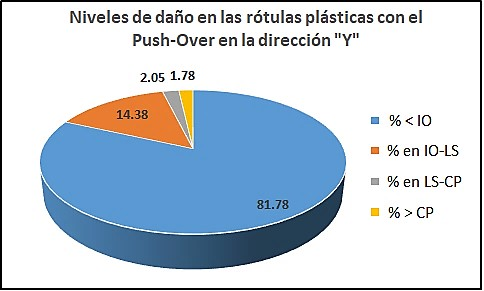 Niveles de daño en las rótulas plásticas con el
Push-Over en la dirección "Y"
2.05 1.78
14.38
81.78
% < IO
% en IO-LS
% en LS-CP
% > CP